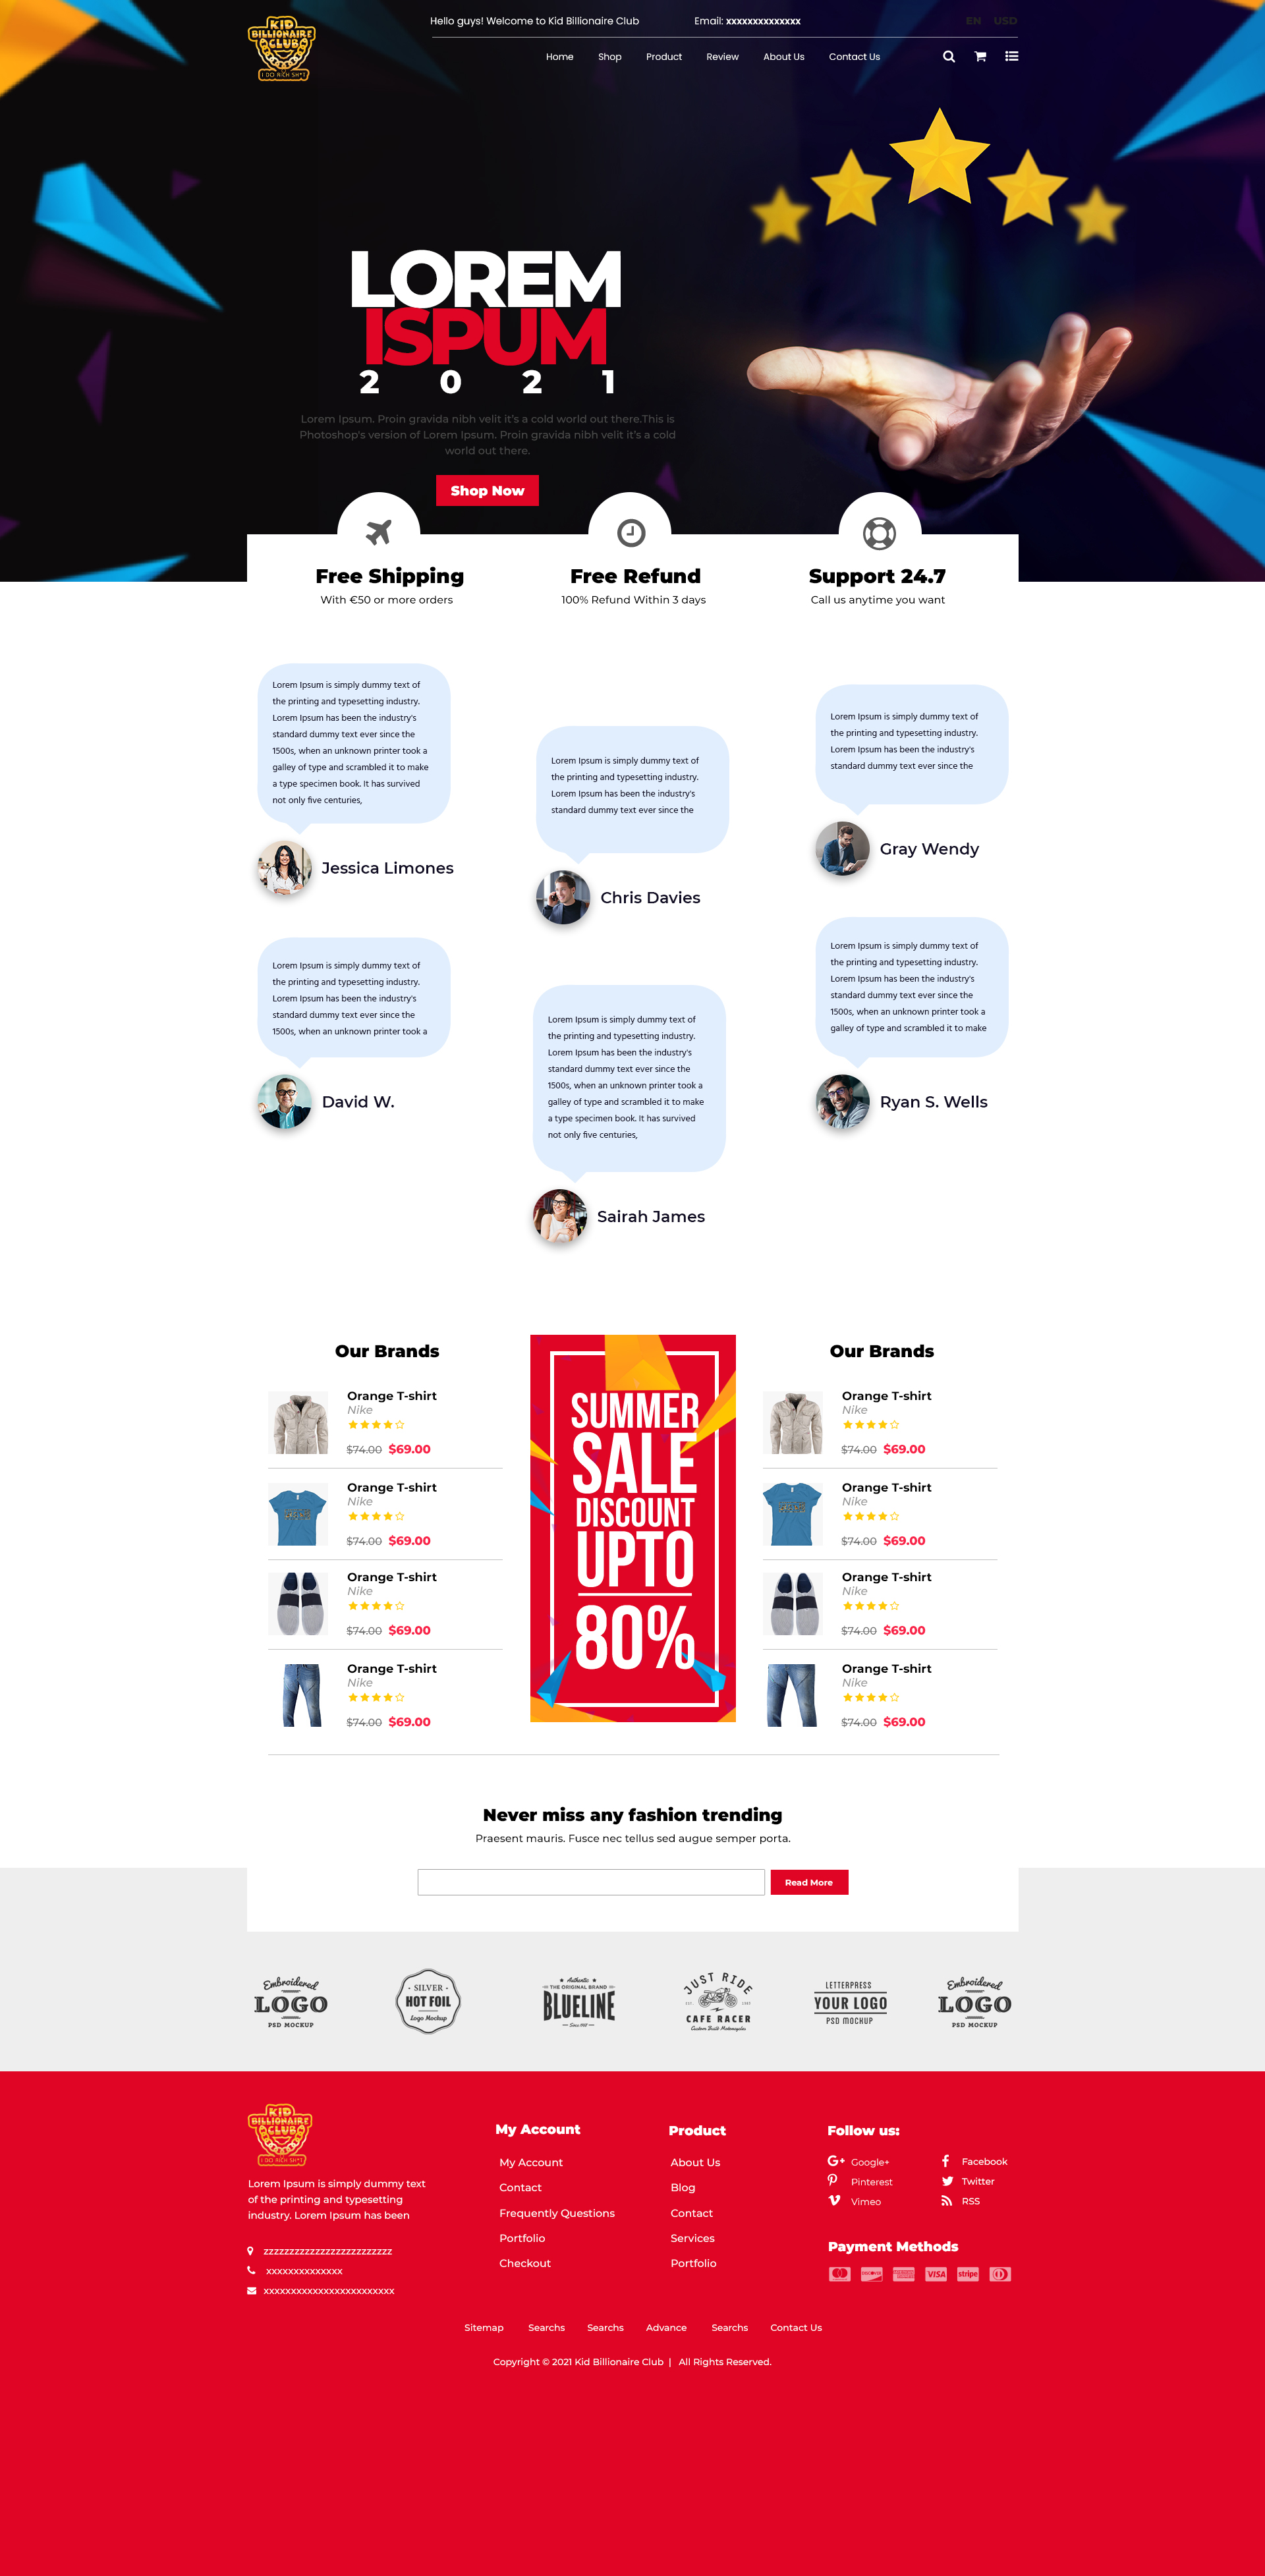 KID
BILLIONAIRE
CLUB
I DO RICH SH*T
Hello guys! Welcome to Kid Billionaire Club
Email: xxxxxxxxxxxxxx
EN USD
Home Shop Product Review About Us Contact Us
LOREM
ISPUM
2 0 2 1
Lorem Ipsum. Proin gravida nibh velit it's a cold world out there.This is
Photoshop's version of Lorem Ipsum. Proin gravida nibh velit it's a cold
world out there.
Shop Now
Free Shipping
With €50 or more orders
Free Refund
100% Refund Within 3 days
Support 24.7
Call us anytime you want
Lorem Ipsum is simply dummy text of
the printing and typesetting industry.
Lorem Ipsum has been the industry's
standard dummy text ever since the
1500s, when an unknown printer took a
galley of type and scrambled it to make
a type specimen book. It has survived
not only five centuries,
Jessica Limones
Lorem Ipsum is simply dummy text of
the printing and typesetting industry.
Lorem Ipsum has been the industry's
standard dummy text ever since the
Chris Davies
Lorem Ipsum is simply dummy text of
the printing and typesetting industry.
Lorem Ipsum has been the industry's
standard dummy text ever since the
Gray Wendy
Lorem Ipsum is simply dummy text of
the printing and typesetting industry.
Lorem Ipsum has been the industry's
standard dummy text ever since the
1500s, when an unknown printer took a
David W.
Lorem Ipsum is simply dummy text of
the printing and typesetting industry.
Lorem Ipsum has been the industry's
standard dummy text ever since the
1500s, when an unknown printer took a
galley of type and scrambled it to make
a type specimen book. It has survived
not only five centuries,
Sairah James
Lorem Ipsum is simply dummy text of
the printing and typesetting industry.
Lorem Ipsum has been the industry's
standard dummy text ever since the
1500s, when an unknown printer took a
galley of type and scrambled it to make
Ryan S. Wells
Our Brands
Orange T-shirt
Nike
$74.00 $69.00
Orange T-shirt
Nike
$74.00 $69.00
Orange T-shirt
Nike
$74.00 $69.00
Orange T-shirt
Nike
$74.00 $69.00
SUMMER
SALE
DISCOUNT
UPTO
80%
Our Brands
Orange T-shirt
Nike
$74.00 $69.00
Orange T-shirt
Nike
$74.00 $69.00
Orange T-shirt
Nike
$74.00 $69.00
Orange T-shirt
Nike
$74.00 $69.00
Never miss any fashion trending
Praesent mauris. Fusce nec tellus sed augue semper porta.
Read More
Embroidered
LOGO
PSD MOCKUP
SILVER
HOT FOIL
Logo Mockup
Authentic
THE ORIGINAL BRAND
BLUELINE
JUST RIDE
CAFE RACER
Custom Built Motorcycles
LETTERPRESS
YOUR LOGO
PSD MOCKUP
Embroidered
LOGO
PSD MOCKUP
KID
BILLIONAIRE
CLUB
I DO RICH SH*T
Lorem Ipsum is simply dummy text
of the printing and typesetting
industry. Lorem Ipsum has been
zzzzzzzzzzzzzzzzzzzzzzzzz
xxxxxxxxxxxxxx
xxxxxxxxxxxxxxxxxxxxxxxx
My Account
My Account
Contact
Frequently Questions
Portfolio
Checkout
Product
About Us
Blog
Contact
Services
Portfolio
Follow us:
Google+
Pinterest
Vimeo
Facebook
Twitter
RSS
Payment Methods
DISCOVER
VISA
stripe
Sitemap Searchs Searchs Advance Searchs Contact Us
Copyright © 2021 Kid Billionaire Club | All Rights Reserved.